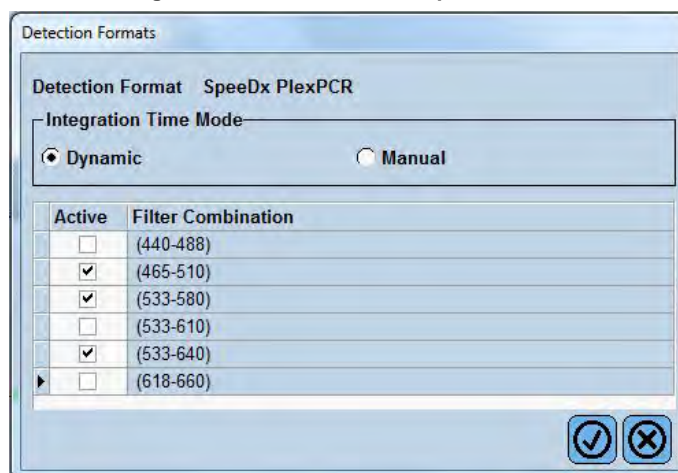 Detection Formats
Detection Format SpeeDx PlexPCR
Integration Time Mode
Dynamic Manual
Active Filter Combination
(440-488)
(465-510)
(533-580)
(533-610)
(533-640)
(618-660)